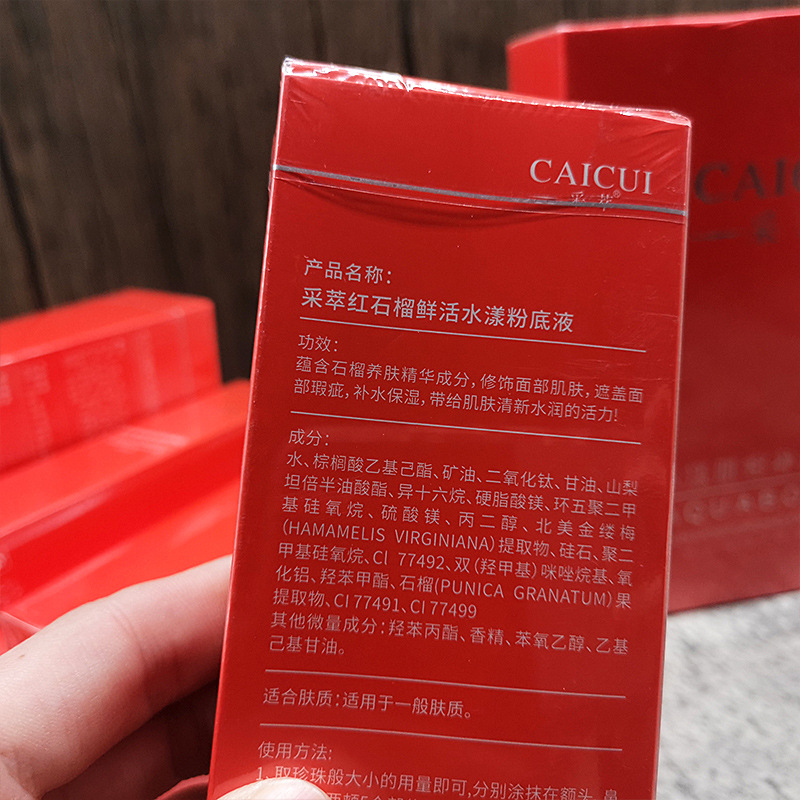 CAICUI
采萃®
产品名称：
采萃红石榴鲜活水漾粉底液
功效：
蕴含石榴养肤精华成分，修饰面部肌肤，遮盖面
部瑕疵，补水保湿，带给肌肤清新水润的活力!
成分：
水、棕榈酸乙基己酯、矿油、二氧化钛、甘油、山梨
坦倍半油酸酯、异十六烷、硬脂酸镁、环五聚二甲
基硅氧烷、硫酸镁、丙二醇、北美金缕梅
(HAMAMELIS VIRGINIANA)提取物、硅石、聚二
甲基硅氧烷、CI 77492、双(羟甲基)咪唑烷基、氧
化铝、羟苯甲酯、石榴(PUNICA GRANATUM)果
提取物、CI 77491、CI 77499
其他微量成分：羟苯丙酯、香精、苯氧乙醇、乙基
己基甘油。
适合肤质：适用于一般肤质。
使用方法：
1、取珍珠般大小的用量即可，分别涂抹在额头、鼻
CAIC